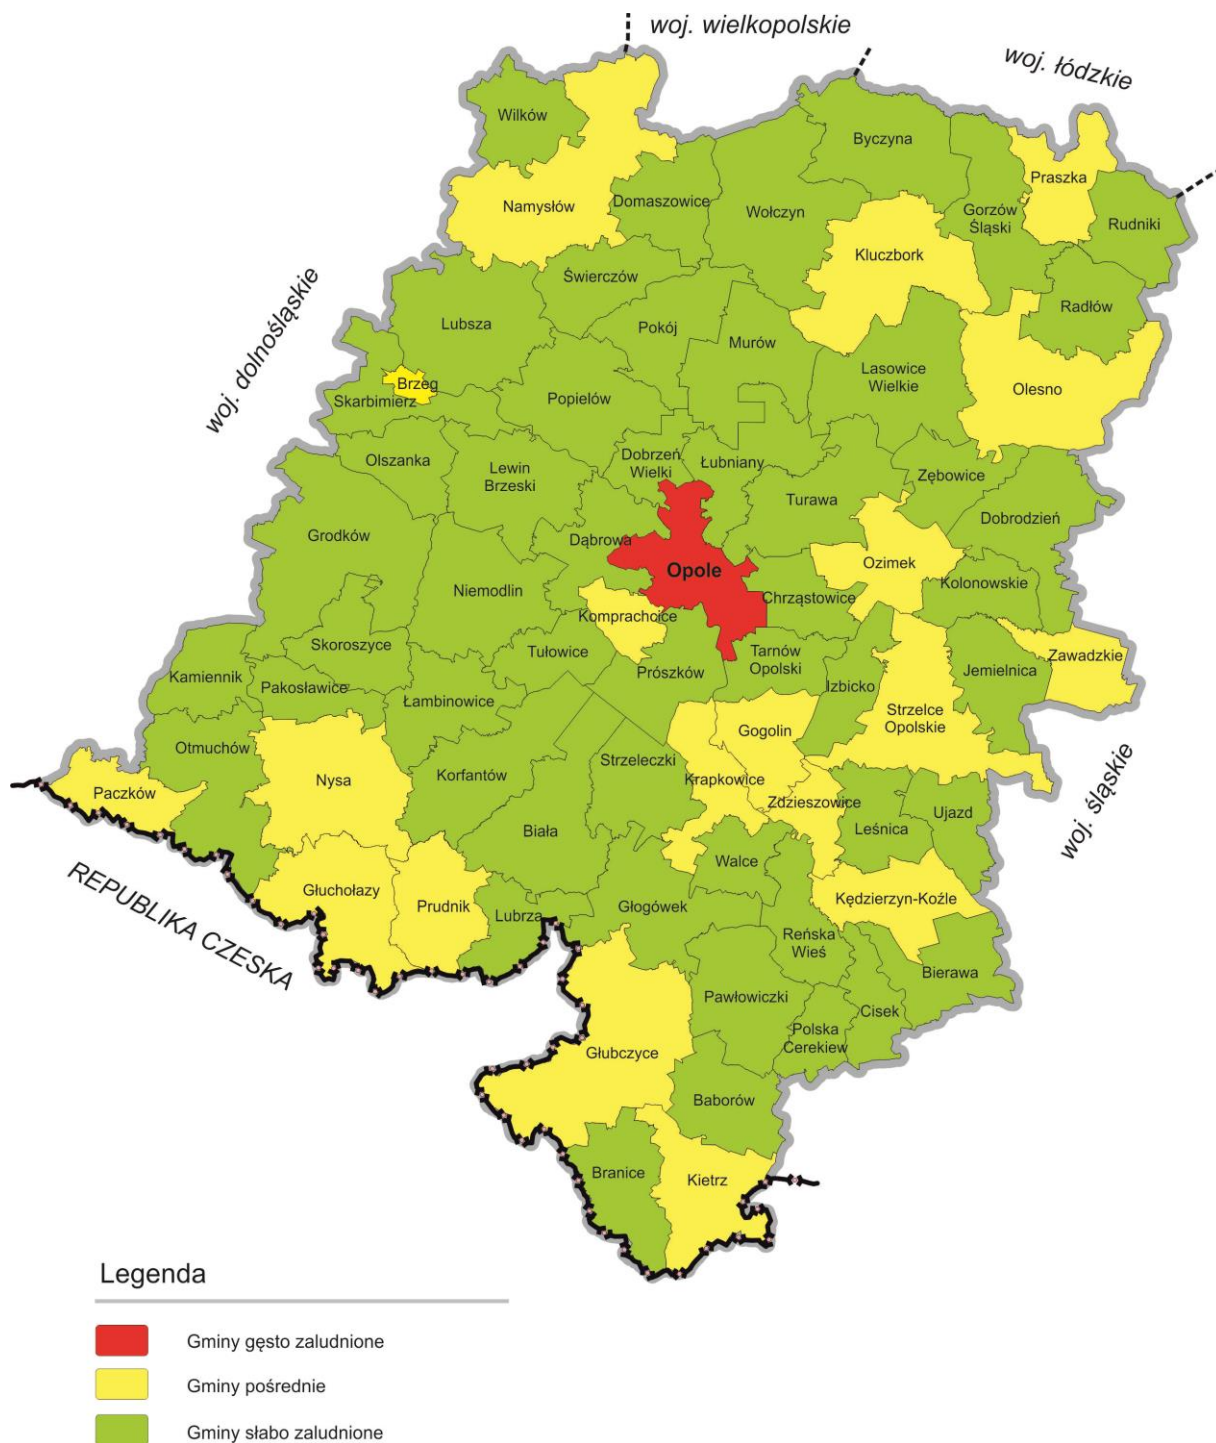 woj. wielkopolskie
woj. łódzkie
Wilków
Byczyna
Praszka
Namysłów
Domaszowice
Wołczyn
Gorzów
Śląski
Rudniki
Kluczbork
Świerczów
Radłów
Lubsza
Pokój
Murów
woj. dolnośląskie
Lasowice
Wielkie
Brzeg
Olesno
Skarbimierz
Popielów
Olszanka
Lewin
Brzeski
Dobrzeń
Wielki
Łubniany
Zębowice
Turawa
Dobrodzień
Grodków
Dąbrowa
Opole
Ozimek
Kolonowskie
Niemodlin
Chrząstowice
Komprachcice
Skoroszyce
Tułowice
Tarnów
Opolski
Zawadzkie
Kamiennik
Prószków
Jemielnica
Pakosławice
Łambinowice
Izbicko
Strzelce
Opolskie
Gogolin
Otmuchów
Strzeleczki
Nysa
Korfantów
Krapkowice
Paczków
Zdzieszowice
woj. śląskie
Ujazd
Biała
Leśnica
Walce
REPUBLIKA CZESKA
Głuchołazy
Prudnik
Kędzierzyn-Koźle
Lubrza
Głogówek
Reńska
Wieś
Bierawa
Pawłowiczki
Cisek
Polska
Cerekiew
Głubczyce
Baborów
Branice
Kietrz
Legenda
Gminy gęsto zaludnione
Gminy pośrednie
Gminy słabo zaludnione